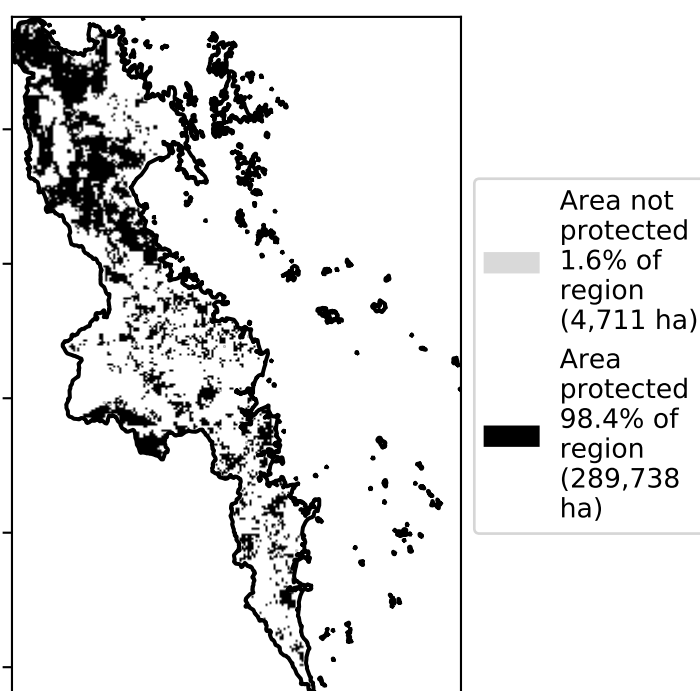 Area not
protected
1.6% of
region
(4,711 ha)
Area
protected
98.4% of
region
(289,738
ha)